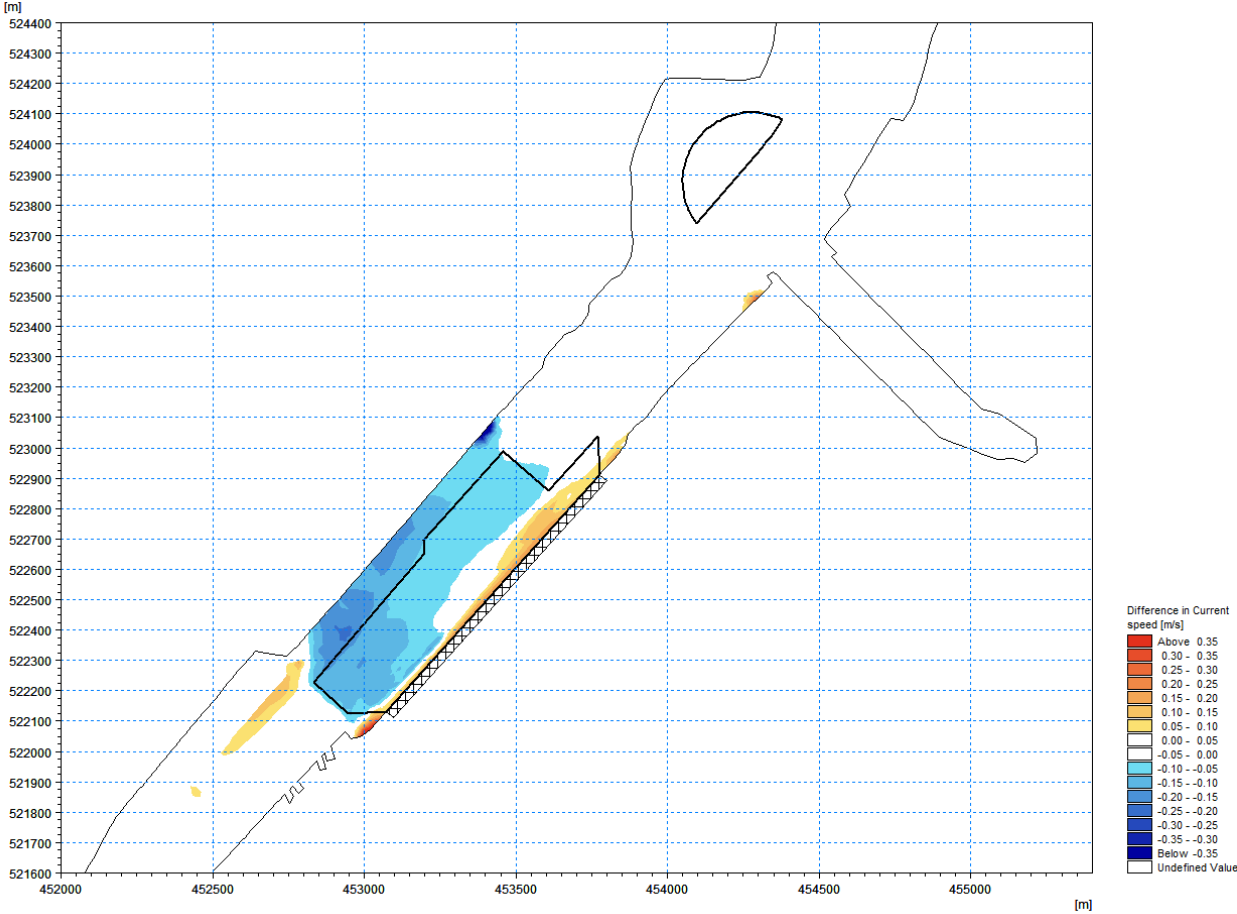 [m]
524400
524300
524200
524100
524000
523900
523800
523700
523600
523500
523400
523300
523200
523100
523000
522900
522800
522700
522600
522500
522400
522300
522200
522100
522000
521900
521800
521700
521600
452000 452500 453000 453500 454000 454500 455000
[m]
Difference in Current
speed [m/s]
Above 0.35
0.30 - 0.35
0.25 - 0.30
0.20 - 0.25
0.15 - 0.20
0.10 - 0.15
0.05 - 0.10
0.00 - 0.05
-0.05 - 0.00
-0.10 - -0.05
-0.15 - -0.10
-0.20 - -0.15
-0.25 - -0.20
-0.30 - -0.25
-0.35 - -0.30
Below -0.35
Undefined Value